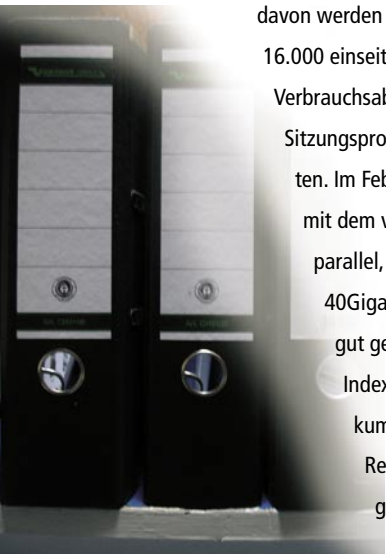 davon werden
16.000 einseit
Verbrauchsab
Sitzungspro
ten. Im Feb
mit dem v
parallel,
40Giga
gut ge
Index
kum
Re
g